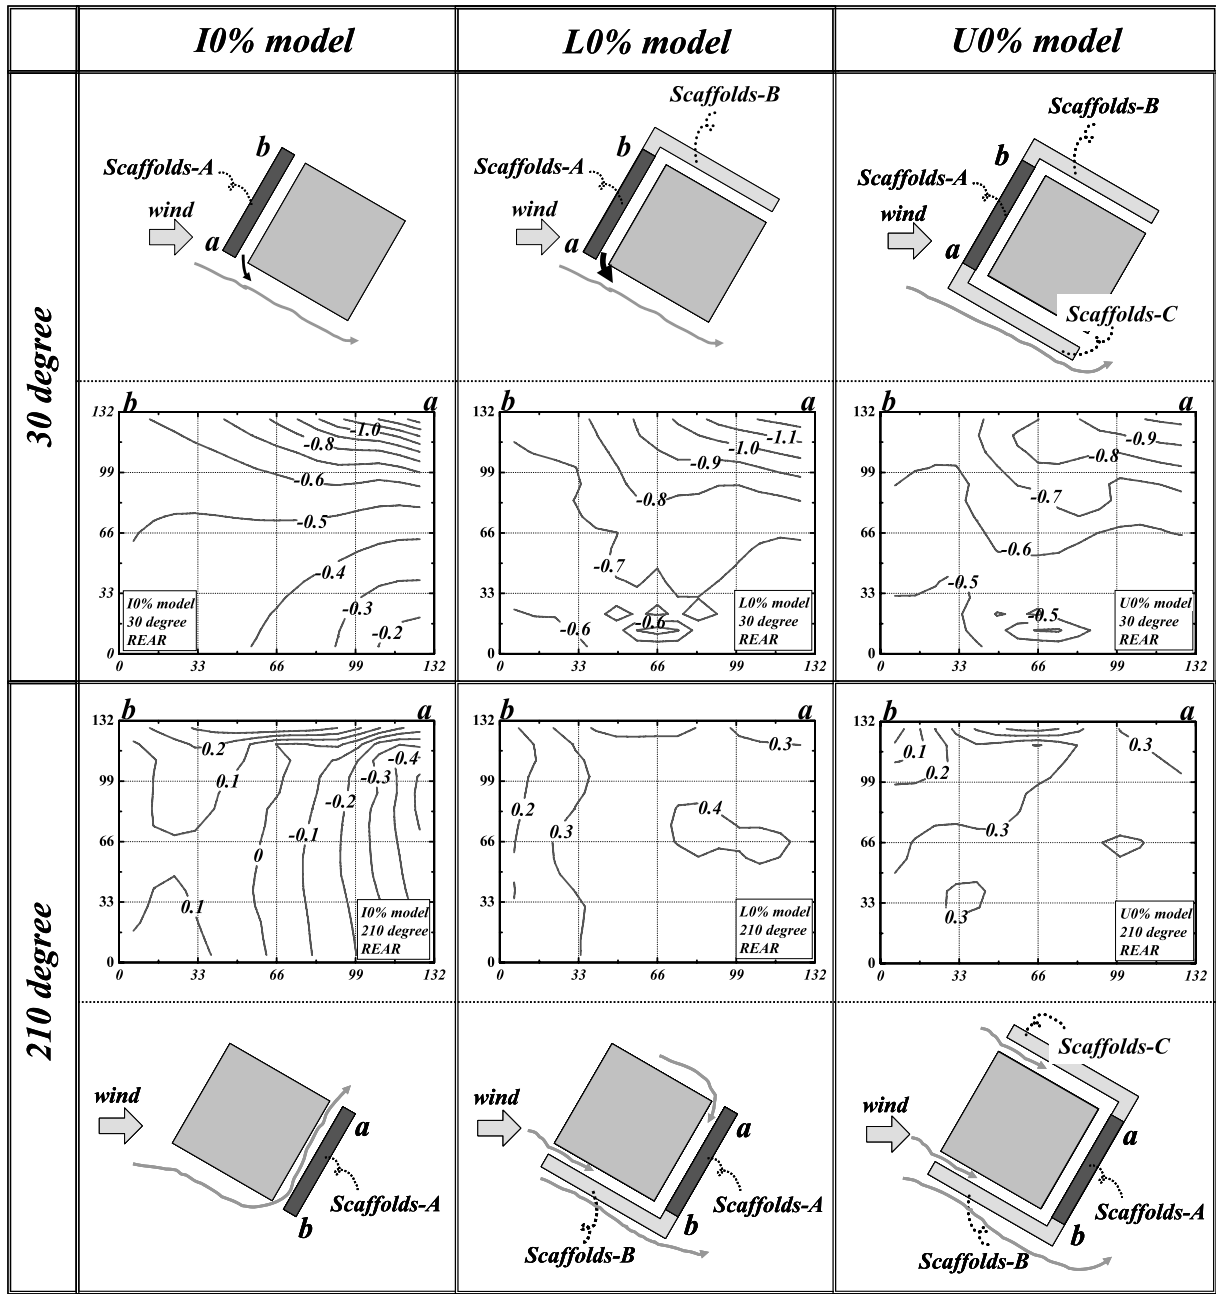 I0% model
L0% model
U0% model
30 degree
Scaffolds-A
b
a
wind
Scaffolds-B
Scaffolds-A
b
a
wind
Scaffolds-B
Scaffolds-A
b
a
wind
Scaffolds-C
b
a
132
99
66
33
0
0
33
66
99
132
-1.0
-0.8
-0.6
-0.5
-0.4
-0.3
-0.2
I0% model
30 degree
REAR
b
a
132
99
66
33
0
0
33
66
99
132
-1.1
-1.0
-0.9
-0.8
-0.7
-0.6
-0.6
L0% model
30 degree
REAR
b
a
132
99
66
33
0
0
33
66
99
132
-0.9
-0.8
-0.7
-0.6
-0.5
-0.5
U0% model
30 degree
REAR
210 degree
b
a
132
99
66
33
0
0
33
66
99
132
0.2
0.1
-0.4
-0.3
-0.2
-0.1
0
0.1
I0% model
210 degree
REAR
b
a
132
99
66
33
0
0
33
66
99
132
0.3
0.2
0.3
0.4
L0% model
210 degree
REAR
b
a
132
99
66
33
0
0
33
66
99
132
0.1
0.2
0.3
0.3
0.3
U0% model
210 degree
REAR
wind
a
Scaffolds-A
b
wind
a
Scaffolds-A
b
Scaffolds-B
Scaffolds-C
wind
a
Scaffolds-A
b
Scaffolds-B